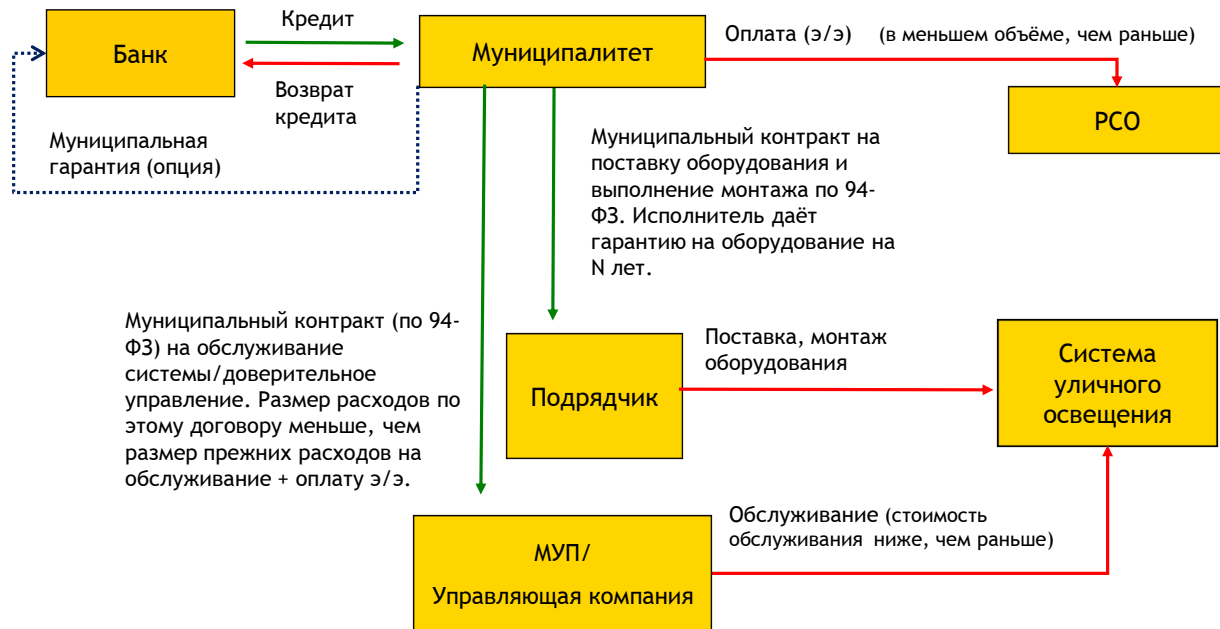 Кредит
Банк
Муниципалитет
Оплата (э/э) (в меньшем объёме, чем раньше)
Возврат
кредита
РСО
Муниципальная
гарантия (опция)
Муниципальный контракт на
поставку оборудования и
выполнение монтажа по 94-
ФЗ. Исполнитель даёт
гарантию на оборудование на
N лет.
Муниципальный контракт (по 94-
ФЗ) на обслуживание
системы/доверительное
управление. Размер расходов по
этому договору меньше, чем
размер прежних расходов на
обслуживание + оплату э/э.
Подрядчик
Поставка, монтаж
оборудования
Система
уличного
освещения
МУП/
Управляющая компания
Обслуживание (стоимость
обслуживания ниже, чем раньше)